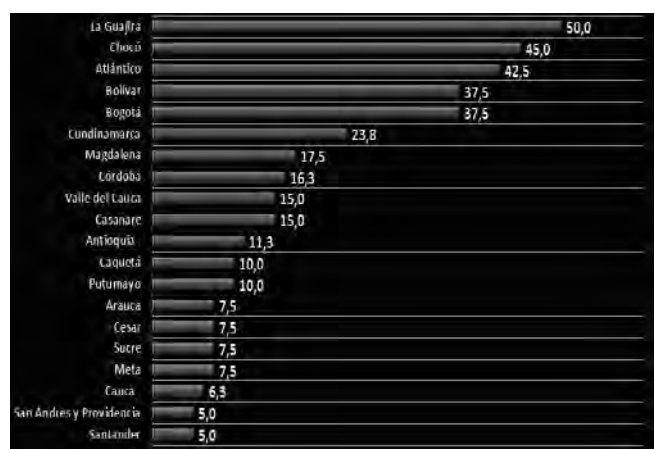 La Guajira 50,0
Chocó 45,0
Atlántico 42,5
Bolívar 37,5
Bogotá 37,5
Cundinamarca 23,8
Magdalena 17,5
Córdoba 16,3
Valle del Cauca 15,0
Casanare 15,0
Antioquia 11,3
Caquetá 10,0
Putumayo 10,0
Arauca 7,5
Cesar 7,5
Sucre 7,5
Meta 7,5
Cauca 6,3
San Andres y Providencia 5,0
Santander 5,0